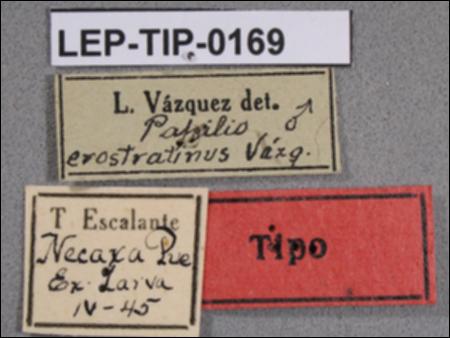 LEP-TIP-0169
L. Vázquez det.
Papilio ♂
erostratinus Vázq.
T Escalante
Necaxa Pue
Ex. Larva
IV-45
Tipo